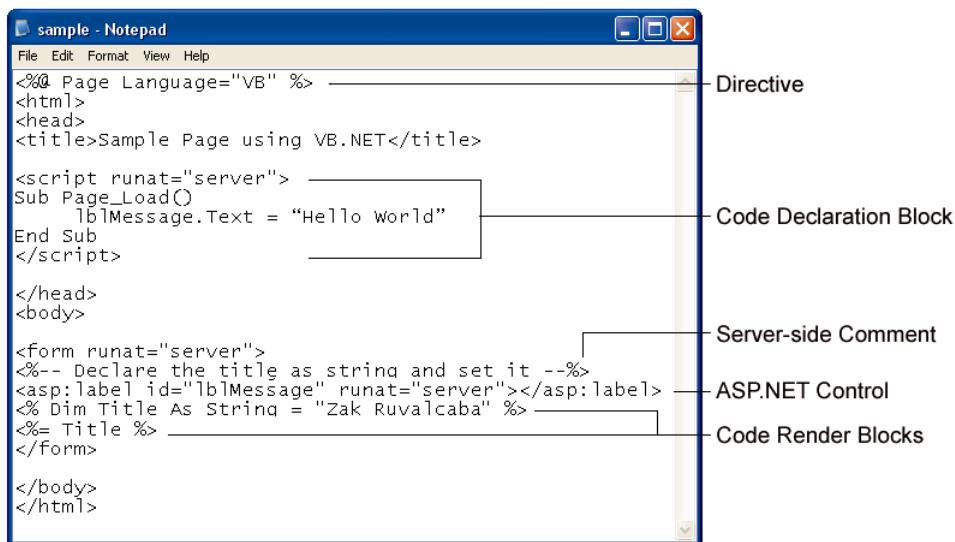 sample - Notepad
File Edit Format View Help
<%@ Page Language="VB" %>
Directive
<html>
<head>
<title>Sample Page using VB.NET</title>
<script runat="server">
Sub Page_Load()
lblMessage.Text = “Hello World”
Code Declaration Block
End Sub
</script>
</head>
<body>
Server-side Comment
<form runat="server">
<%-- Declare the title as string and set it --%>
<asp:label id="lblMessage" runat="server"></asp:label>
ASP.NET Control
<% Dim Title As String = "Zak Ruvalcaba" %>
<%= Title %>
Code Render Blocks
</form>
</body>
</html>